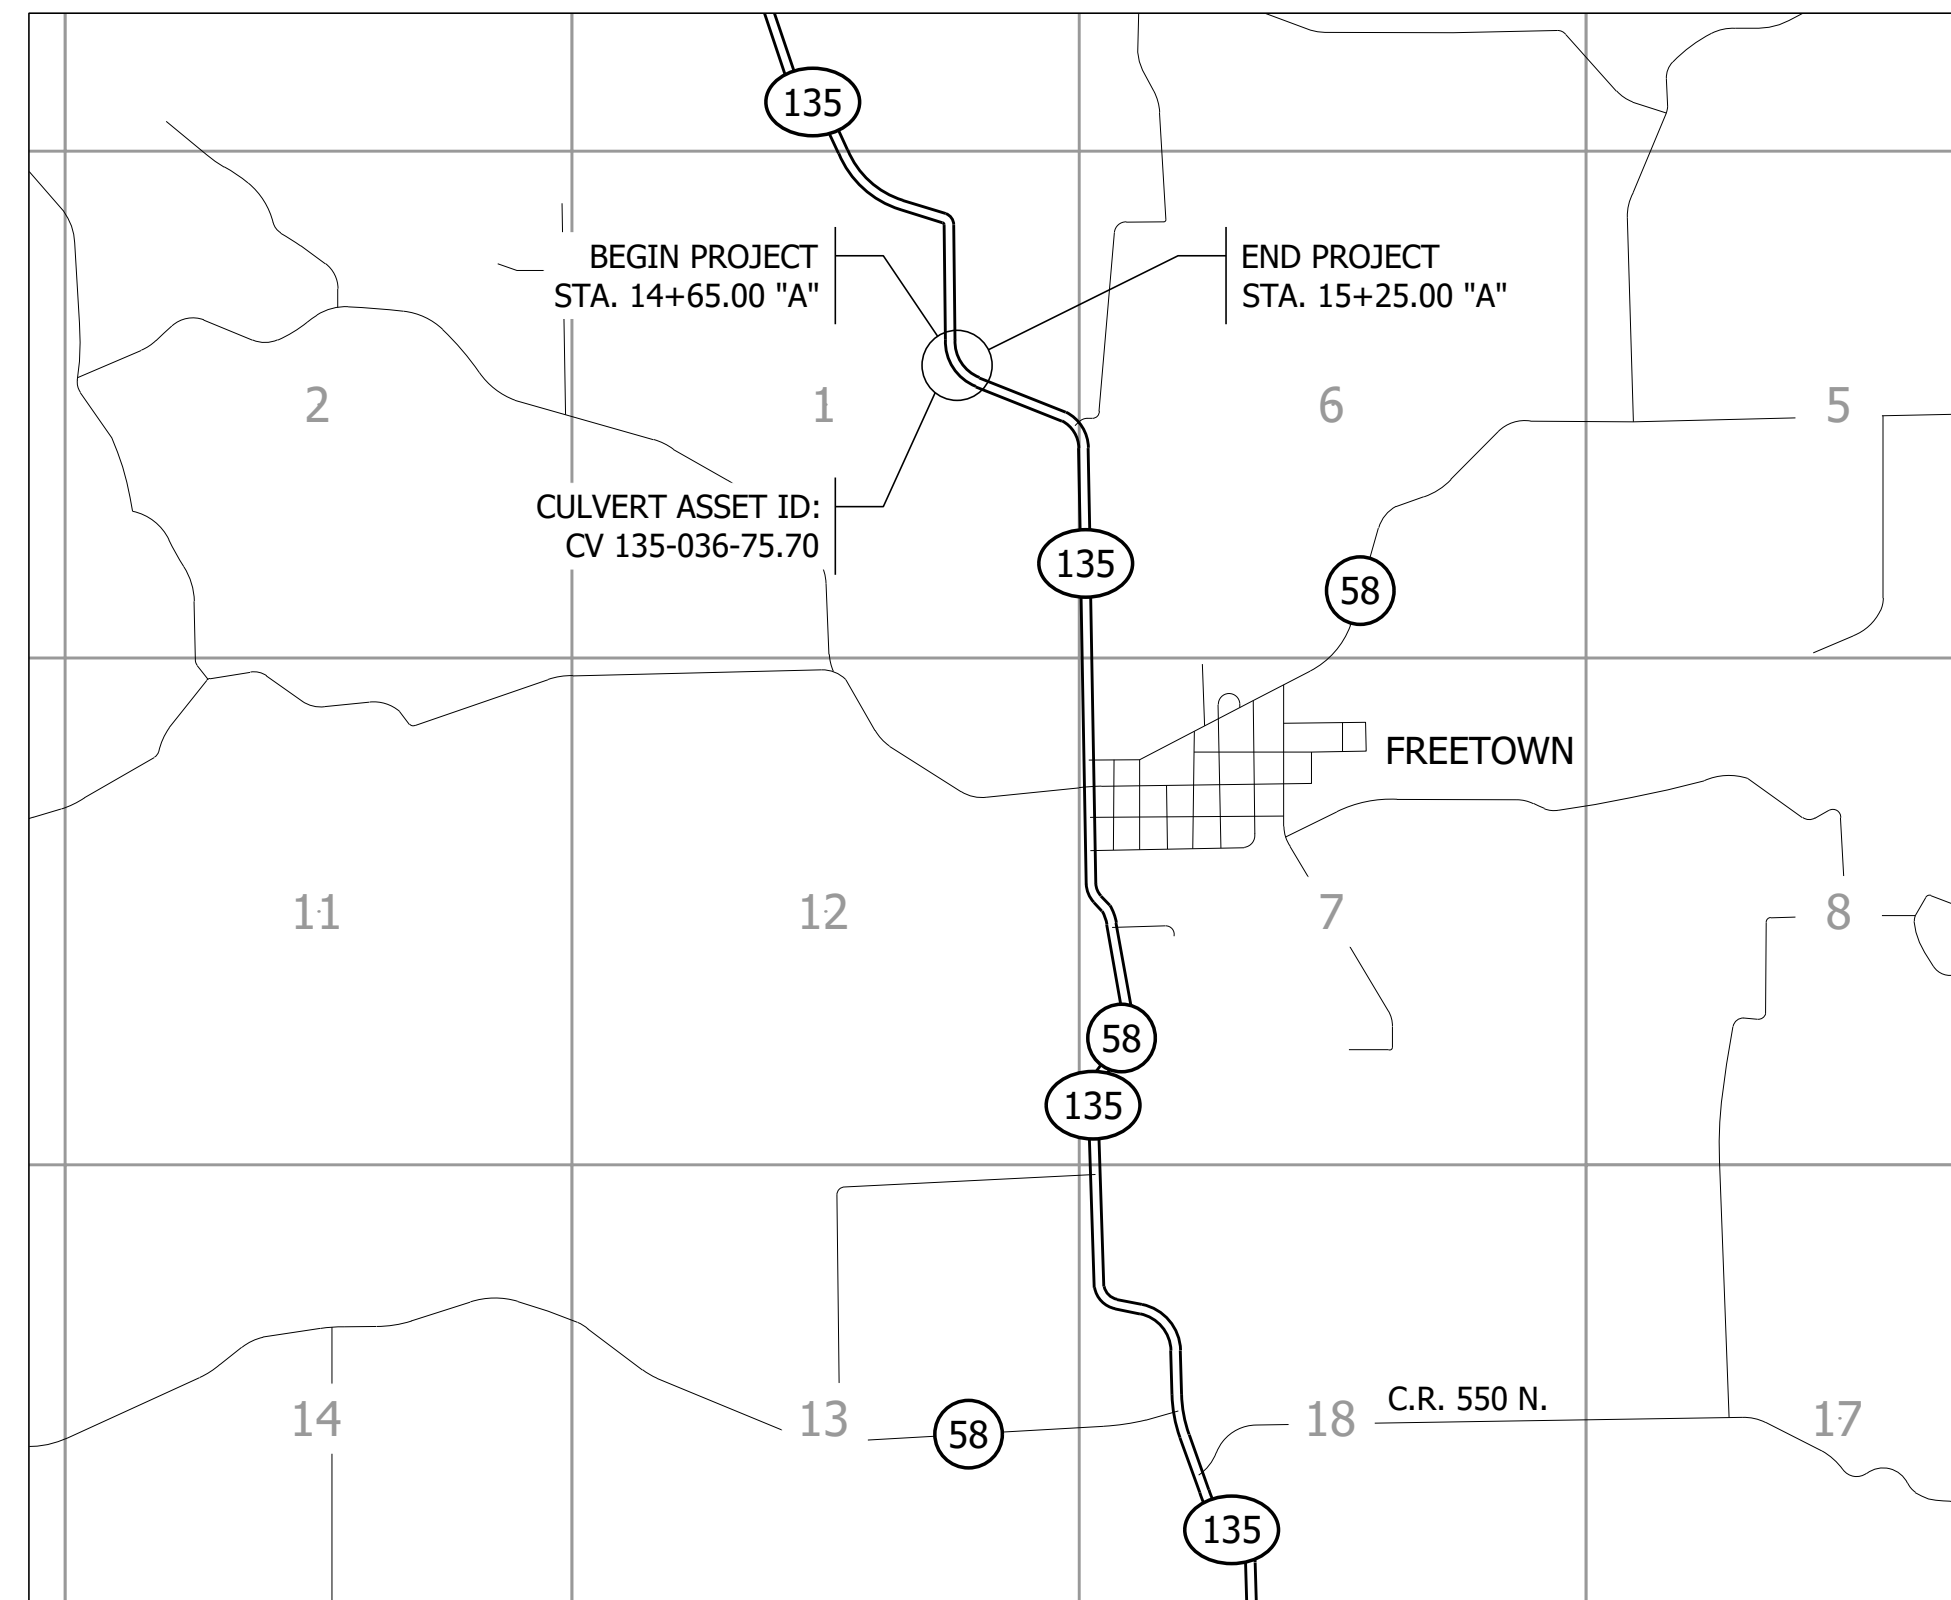 135
BEGIN PROJECT
STA. 14+65.00 "A"
END PROJECT
STA. 15+25.00 "A"
2
1
6
5
CULVERT ASSET ID:
CV 135-036-75.70
135
58
FREETOWN
11
12
7
8
58
135
14
13
58
18
C.R. 550 N.
17
135